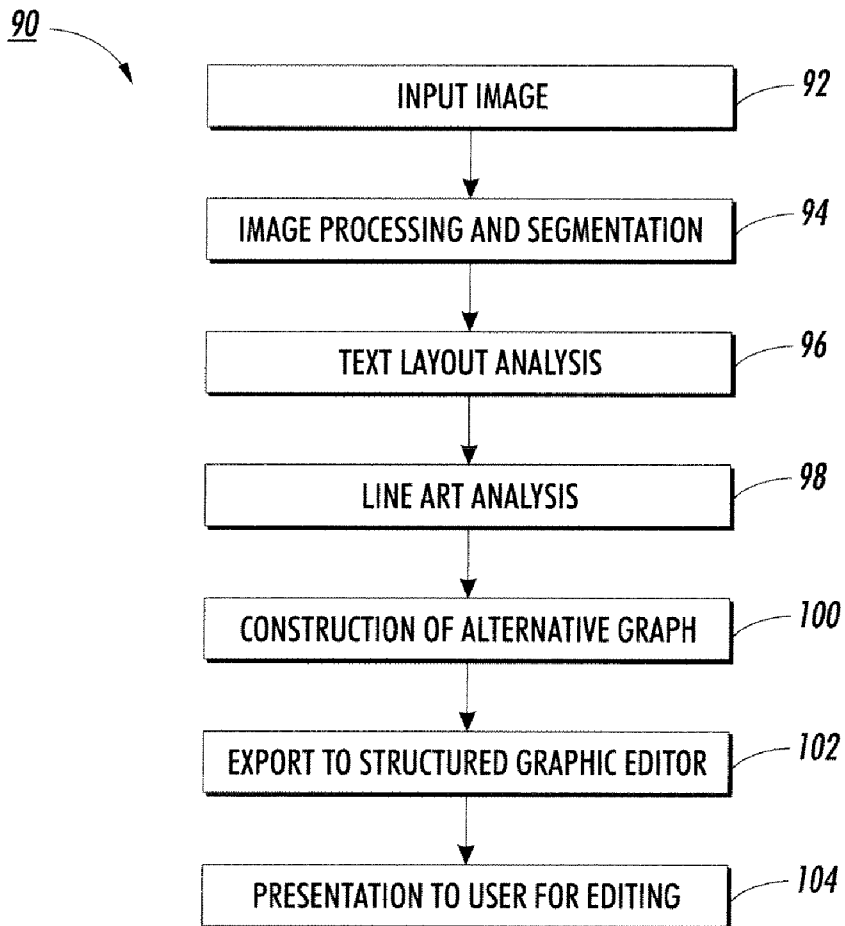 90
INPUT IMAGE
92
IMAGE PROCESSING AND SEGMENTATION
94
TEXT LAYOUT ANALYSIS
96
LINE ART ANALYSIS
98
CONSTRUCTION OF ALTERNATIVE GRAPH
100
EXPORT TO STRUCTURED GRAPHIC EDITOR
102
PRESENTATION TO USER FOR EDITING
104